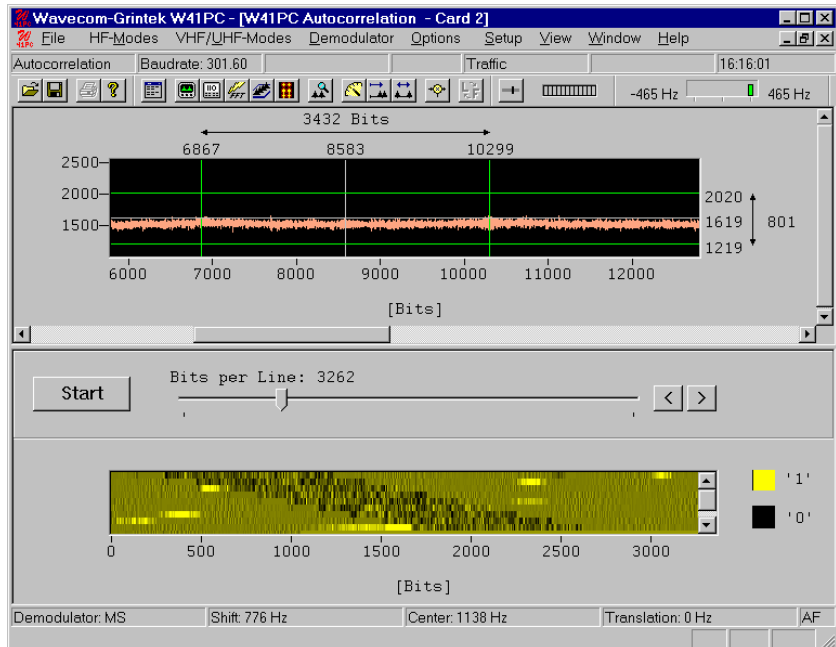 Wavecom-Grintek W41PC - [W41PC Autocorrelation - Card 2]
File HF-Modes VHF/UHF-Modes Demodulator Options Setup View Window Help
Autocorrelation Baudrate: 301.60 Traffic 16:16:01
-465 Hz 465 Hz
3432 Bits
6867 8583 10299
2500
2000
1500
2020
1619 801
1219
6000 7000 8000 9000 10000 11000 12000
[Bits]
Bits per Line: 3262
Start < >
'1'
'0'
0 500 1000 1500 2000 2500 3000
[Bits]
Demodulator: MS Shift: 776 Hz Center: 1138 Hz Translation: 0 Hz AF